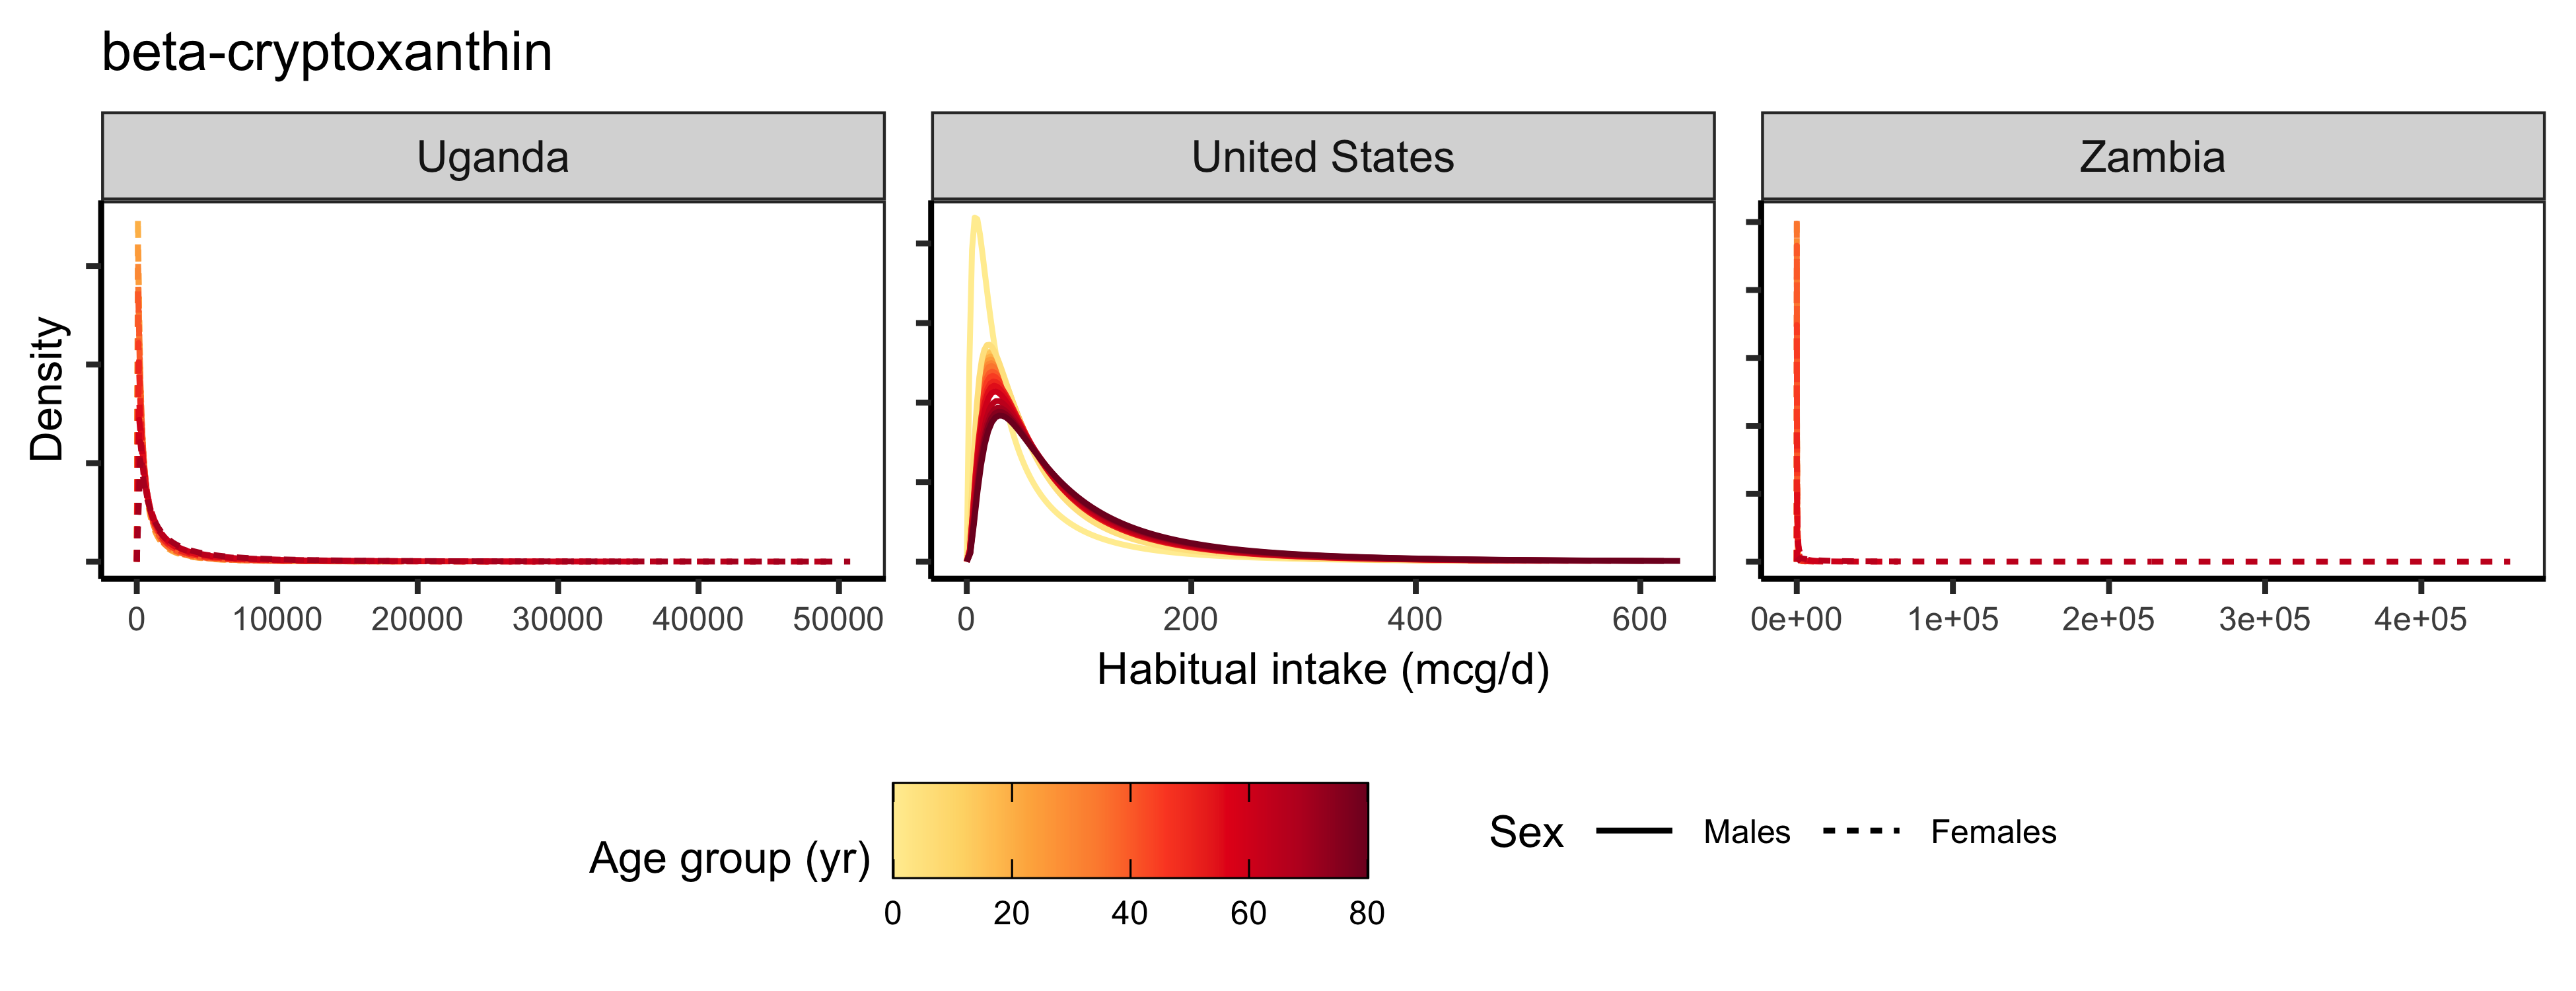 beta-cryptoxanthin
Uganda
United States
Zambia
Density
0 10000 20000 30000 40000 50000
0 200 400 600
0e+00 1e+05 2e+05 3e+05 4e+05
Habitual intake (mcg/d)
Age group (yr)
0 20 40 60 80
Sex Males Females